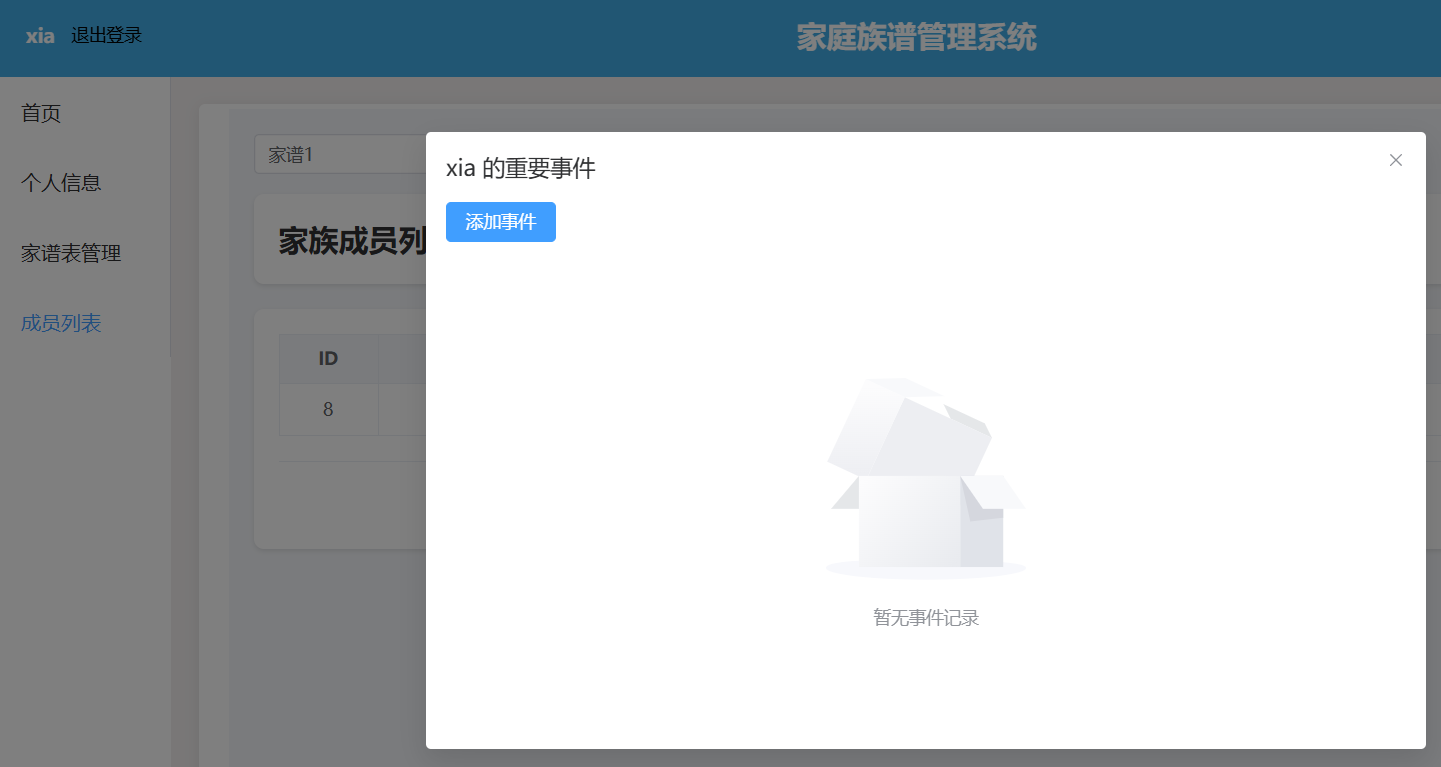 xia 退出登录
家庭族谱管理系统
首页
个人信息
家谱表管理
成员列表
家谱1
家族成员列
ID
8
xia 的重要事件
添加事件
暂无事件记录